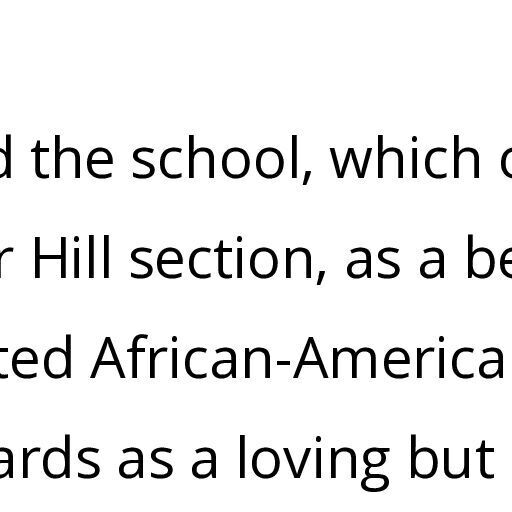 d the school, which
r Hill section, as a be
ted African-America
ards as a loving but